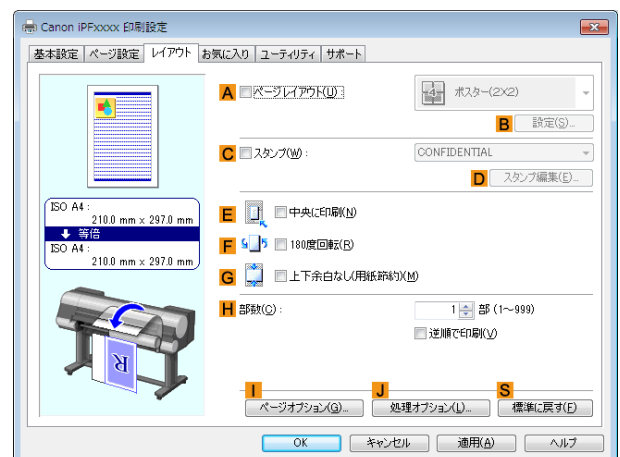 Canon iPFxxxx 印刷設定
基本設定 ページ設定 レイアウト お気に入り ユーティリティ サポート
A ページレイアウト(U) : 4 ポスター(2×2)
B 設定(S)...
C スタンプ(W) : CONFIDENTIAL
D スタンプ編集(E)...
ISO A4 :
210.0 mm x 297.0 mm
等倍
ISO A4 :
210.0 mm x 297.0 mm
E 中央に印刷(N)
F 180度回転(R)
G 上下余白なし(用紙節約)(M)
H 部数(C) : 1 部 (1～999)
逆順で印刷(V)
R
I ページオプション(G)... J 処理オプション(L)... S 標準に戻す(F)
OK キャンセル 適用(A) ヘルプ